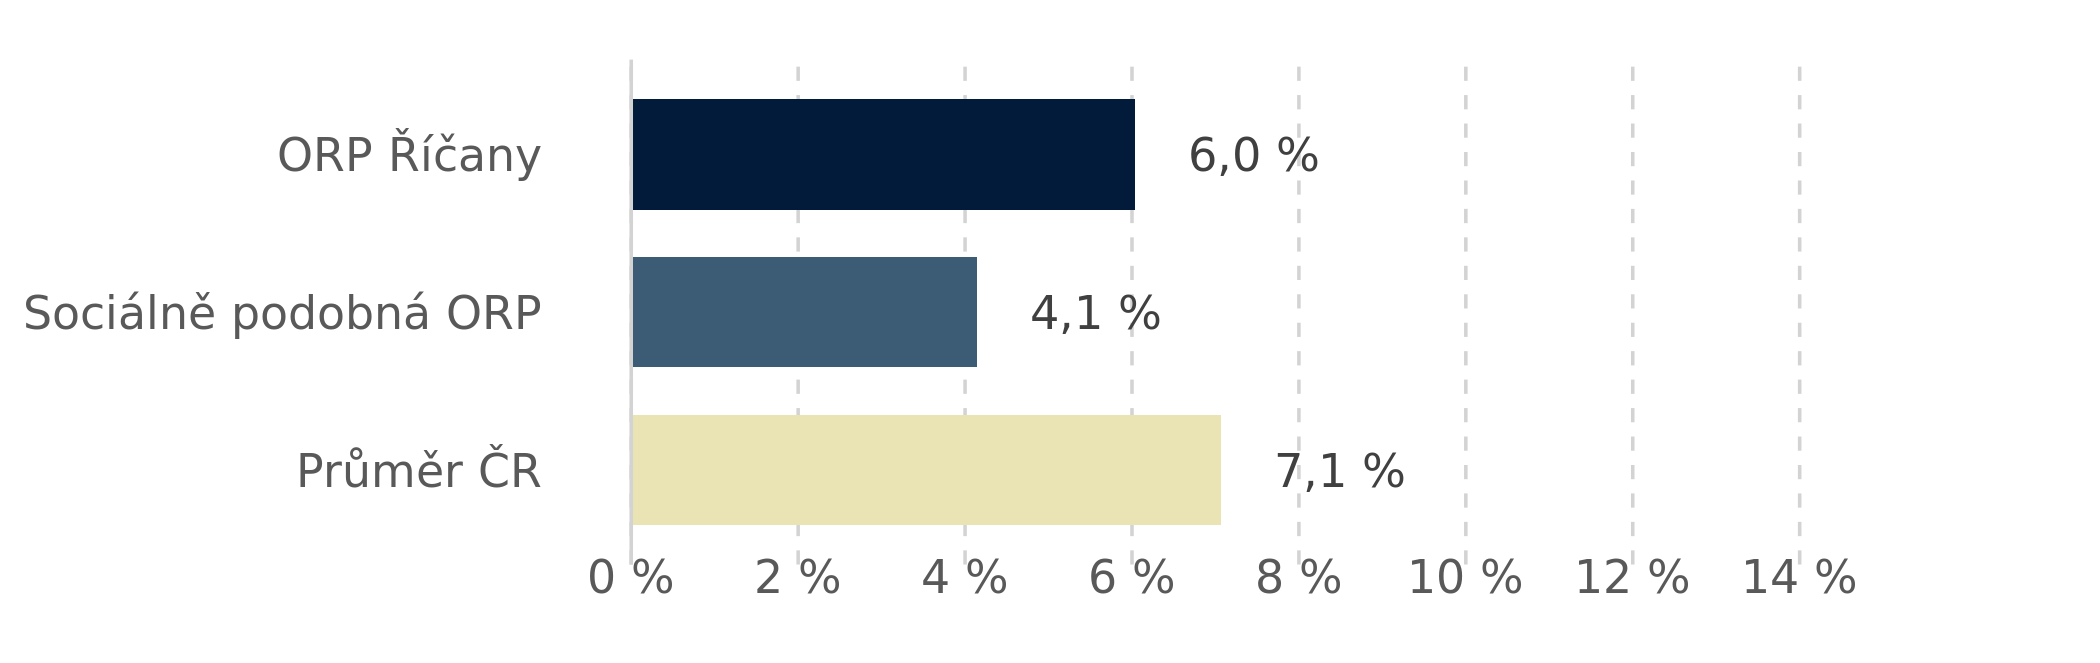 ORP Říčany 6,0 %
Sociálně podobná ORP 4,1 %
Průměr ČR 7,1 %
0 % 2 % 4 % 6 % 8 % 10 % 12 % 14 %